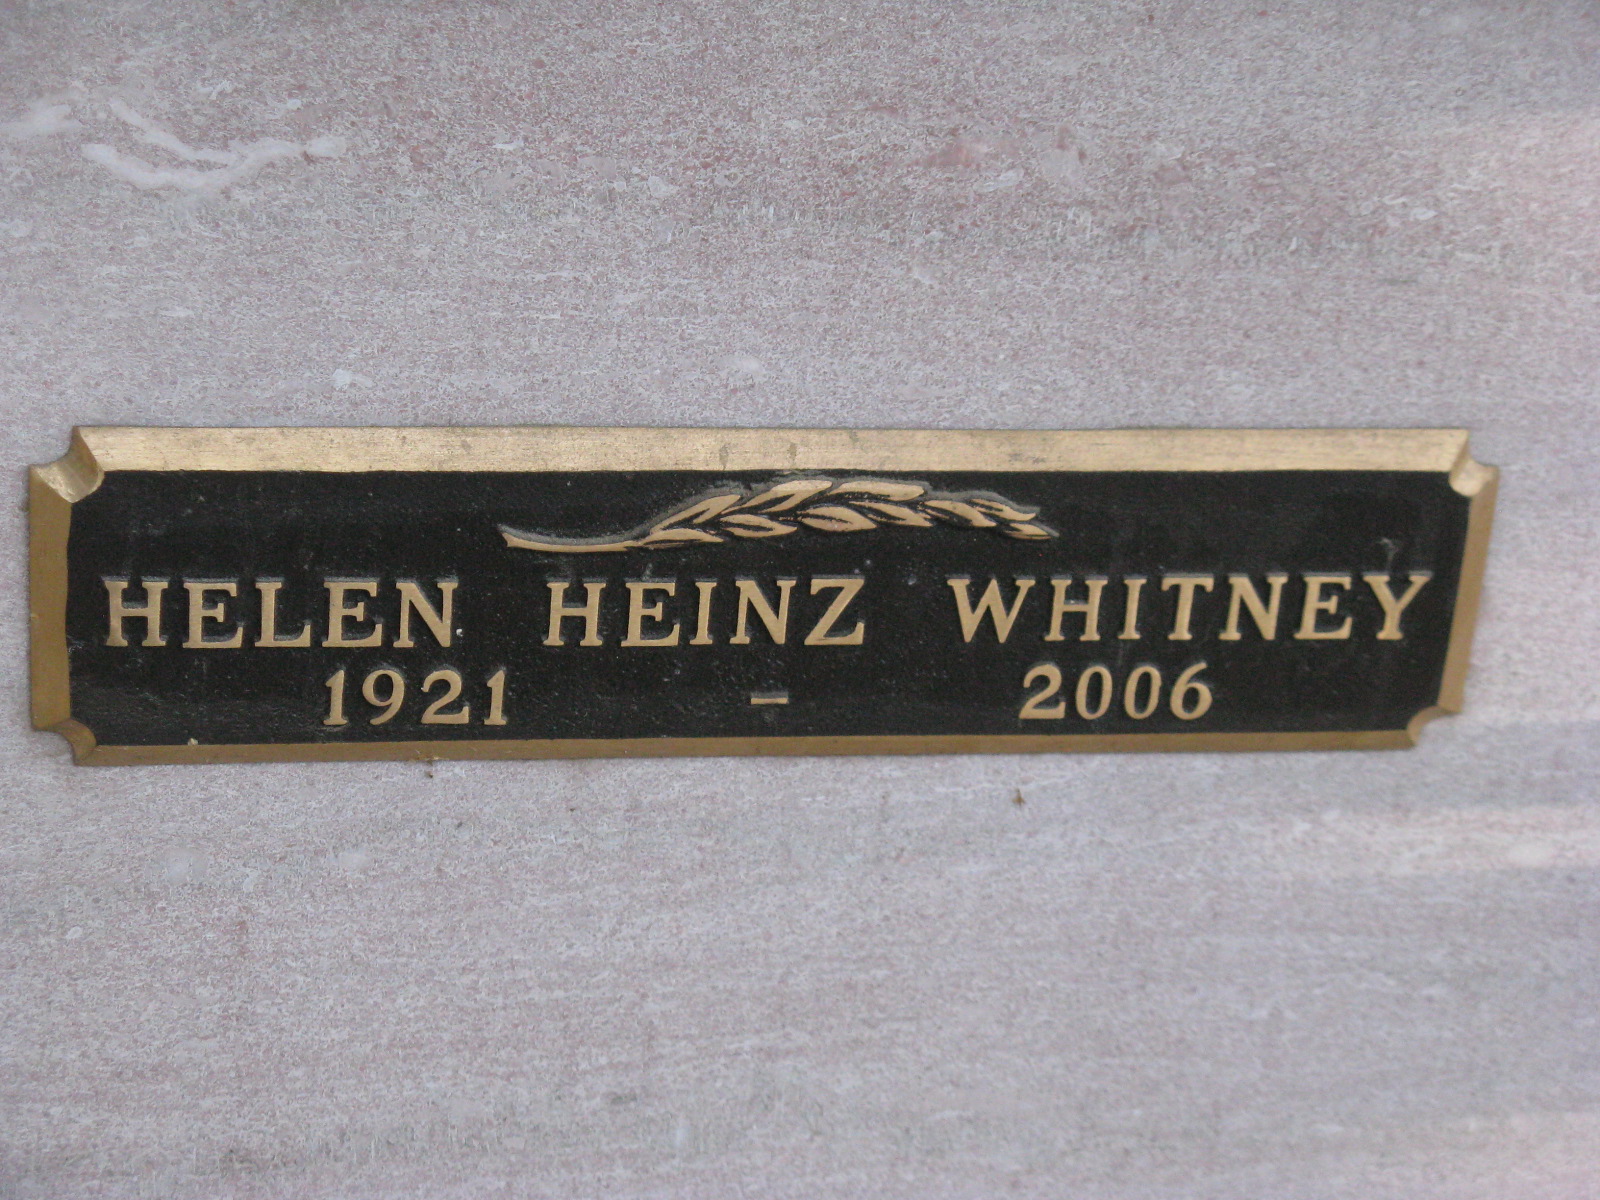 HELEN HEINZ WHITNEY
1921 – 2006